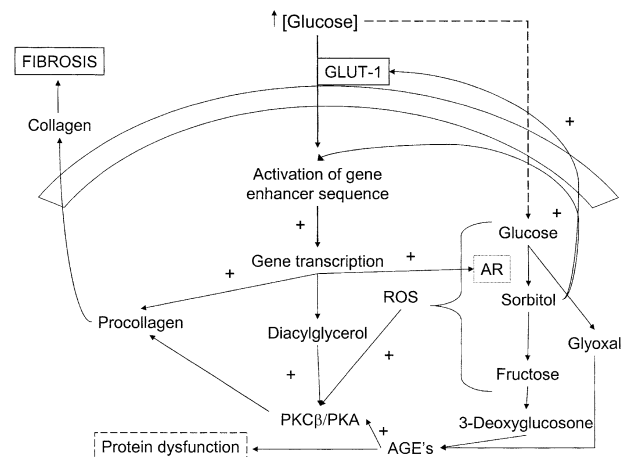 ↑ [Glucose]
FIBROSIS
GLUT-1
Collagen
+
Activation of gene
enhancer sequence
+
+
Glucose
Gene transcription
+
+
AR
ROS
Sorbitol
Procollagen
Diacylglycerol
Glyoxal
+
+
Fructose
PKCβ/PKA
3-Deoxyglucosone
+
Protein dysfunction
AGE's